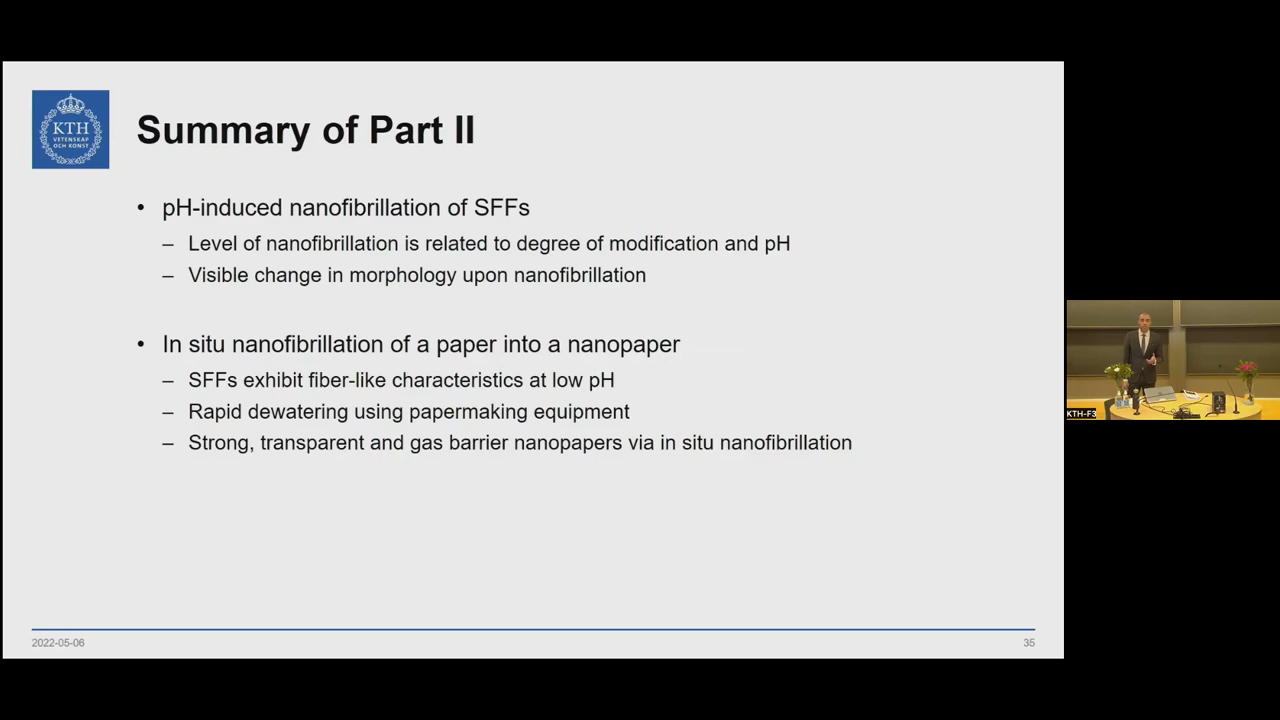 KTH
VETENSKAP
OCH KONST
Summary of Part II
• pH-induced nanofibrillation of SFFs
– Level of nanofibrillation is related to degree of modification and pH
– Visible change in morphology upon nanofibrillation
• In situ nanofibrillation of a paper into a nanopaper
– SFFs exhibit fiber-like characteristics at low pH
– Rapid dewatering using papermaking equipment
– Strong, transparent and gas barrier nanopapers via in situ nanofibrillation
KTH-F3
2022-05-06
35